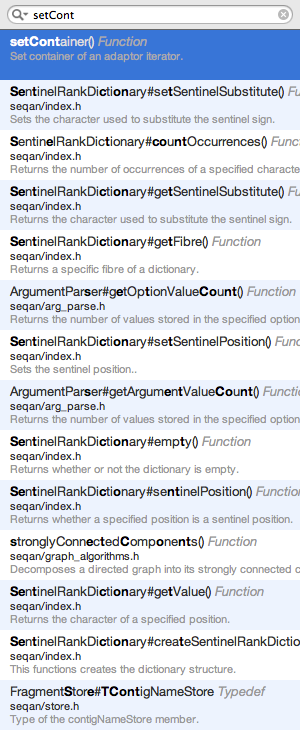 setCont
setContainer() Function
Set container of an adaptor iterator.
SentinelRankDictionary#setSentinelSubstitute() Fu
seqan/index.h
Sets the character used to substitute the sentinel sign.
SentinelRankDictionary#countOccurrences() Functi
seqan/index.h
Returns the number of occurrences of a specified characte
SentinelRankDictionary#getSentinelSubstitute() Fu
seqan/index.h
Returns the character used to substitute the sentinel sign.
SentinelRankDictionary#getFibre() Function
seqan/index.h
Returns a specific fibre of a dictionary.
ArgumentParser#getOptionValueCount() Function
seqan/arg_parse.h
Returns the number of values stored in the specified option
SentinelRankDictionary#setSentinelPosition() Funct
seqan/index.h
Sets the sentinel position..
ArgumentParser#getArgumentValueCount() Function
seqan/arg_parse.h
Returns the number of values stored in the specified option
SentinelRankDictionary#empty() Function
seqan/index.h
Returns whether or not the dictionary is empty.
SentinelRankDictionary#sentinelPosition() Function
seqan/index.h
Returns whether a specified position is a sentinel position.
stronglyConnectedComponents() Function
seqan/graph_algorithms.h
Decomposes a directed graph into its strongly connected c
SentinelRankDictionary#getValue() Function
seqan/index.h
Returns the character of a specified position.
SentinelRankDictionary#createSentinelRankDictio
seqan/index.h
This functions creates the dictionary structure.
FragmentStore#TContigNameStore Typedef
seqan/store.h
Type of the contigNameStore member.